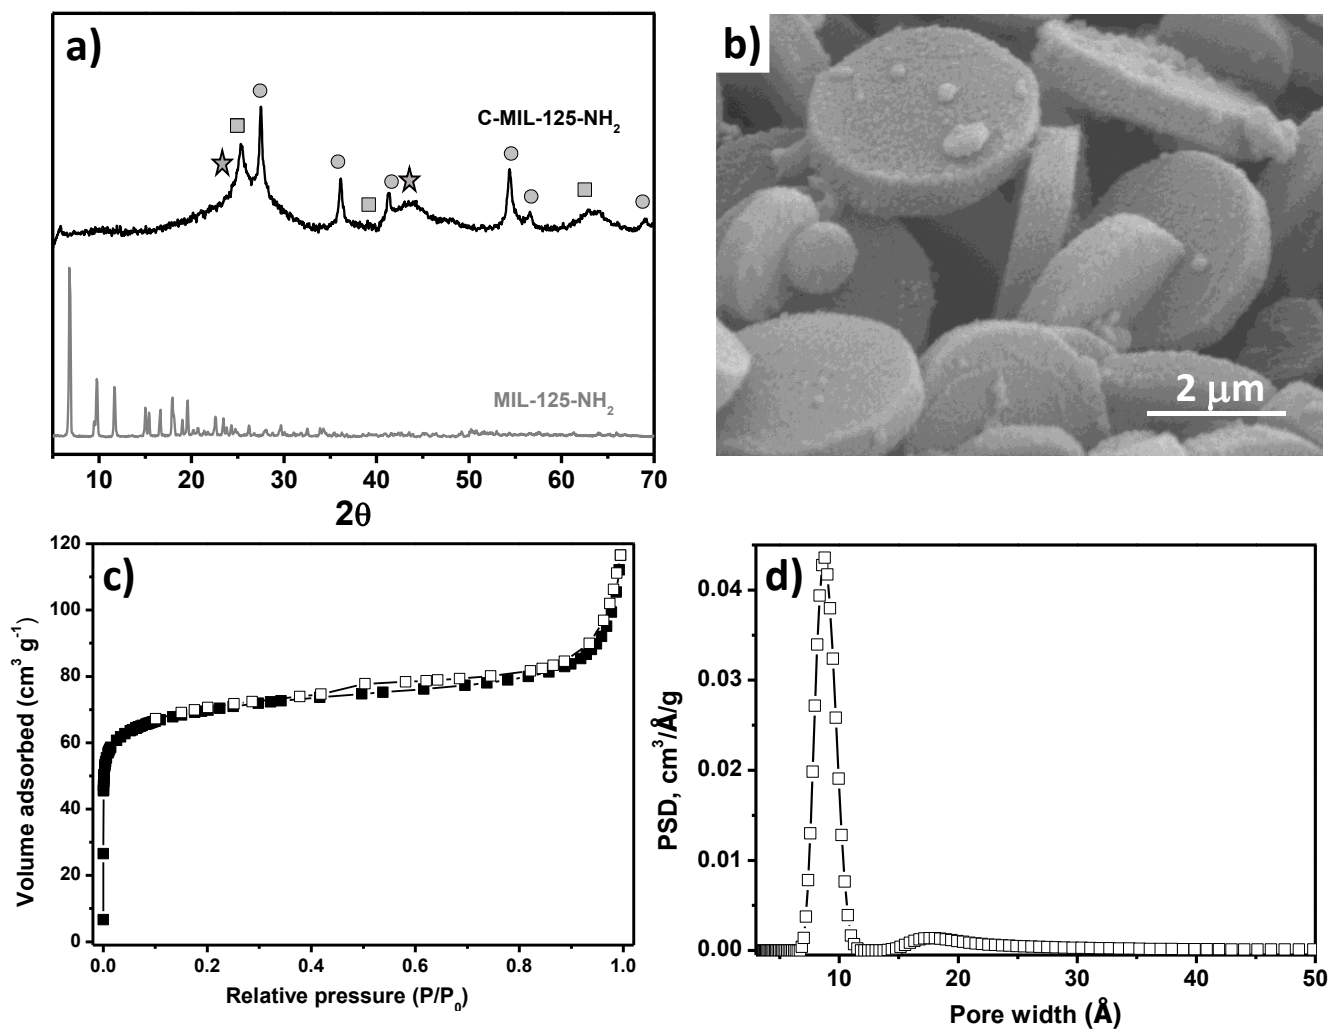 a)
C-MIL-125-NH₂
MIL-125-NH₂
10 20 30 40 50 60 70
2θ
b)
2 μm
c)
120
100
80
60
40
20
0
Volume adsorbed (cm³ g⁻¹)
0.0 0.2 0.4 0.6 0.8 1.0
Relative pressure (P/P₀)
d)
0.04
0.03
0.02
0.01
0.00
PSD, cm³/Å/g
10 20 30 40 50
Pore width (Å)